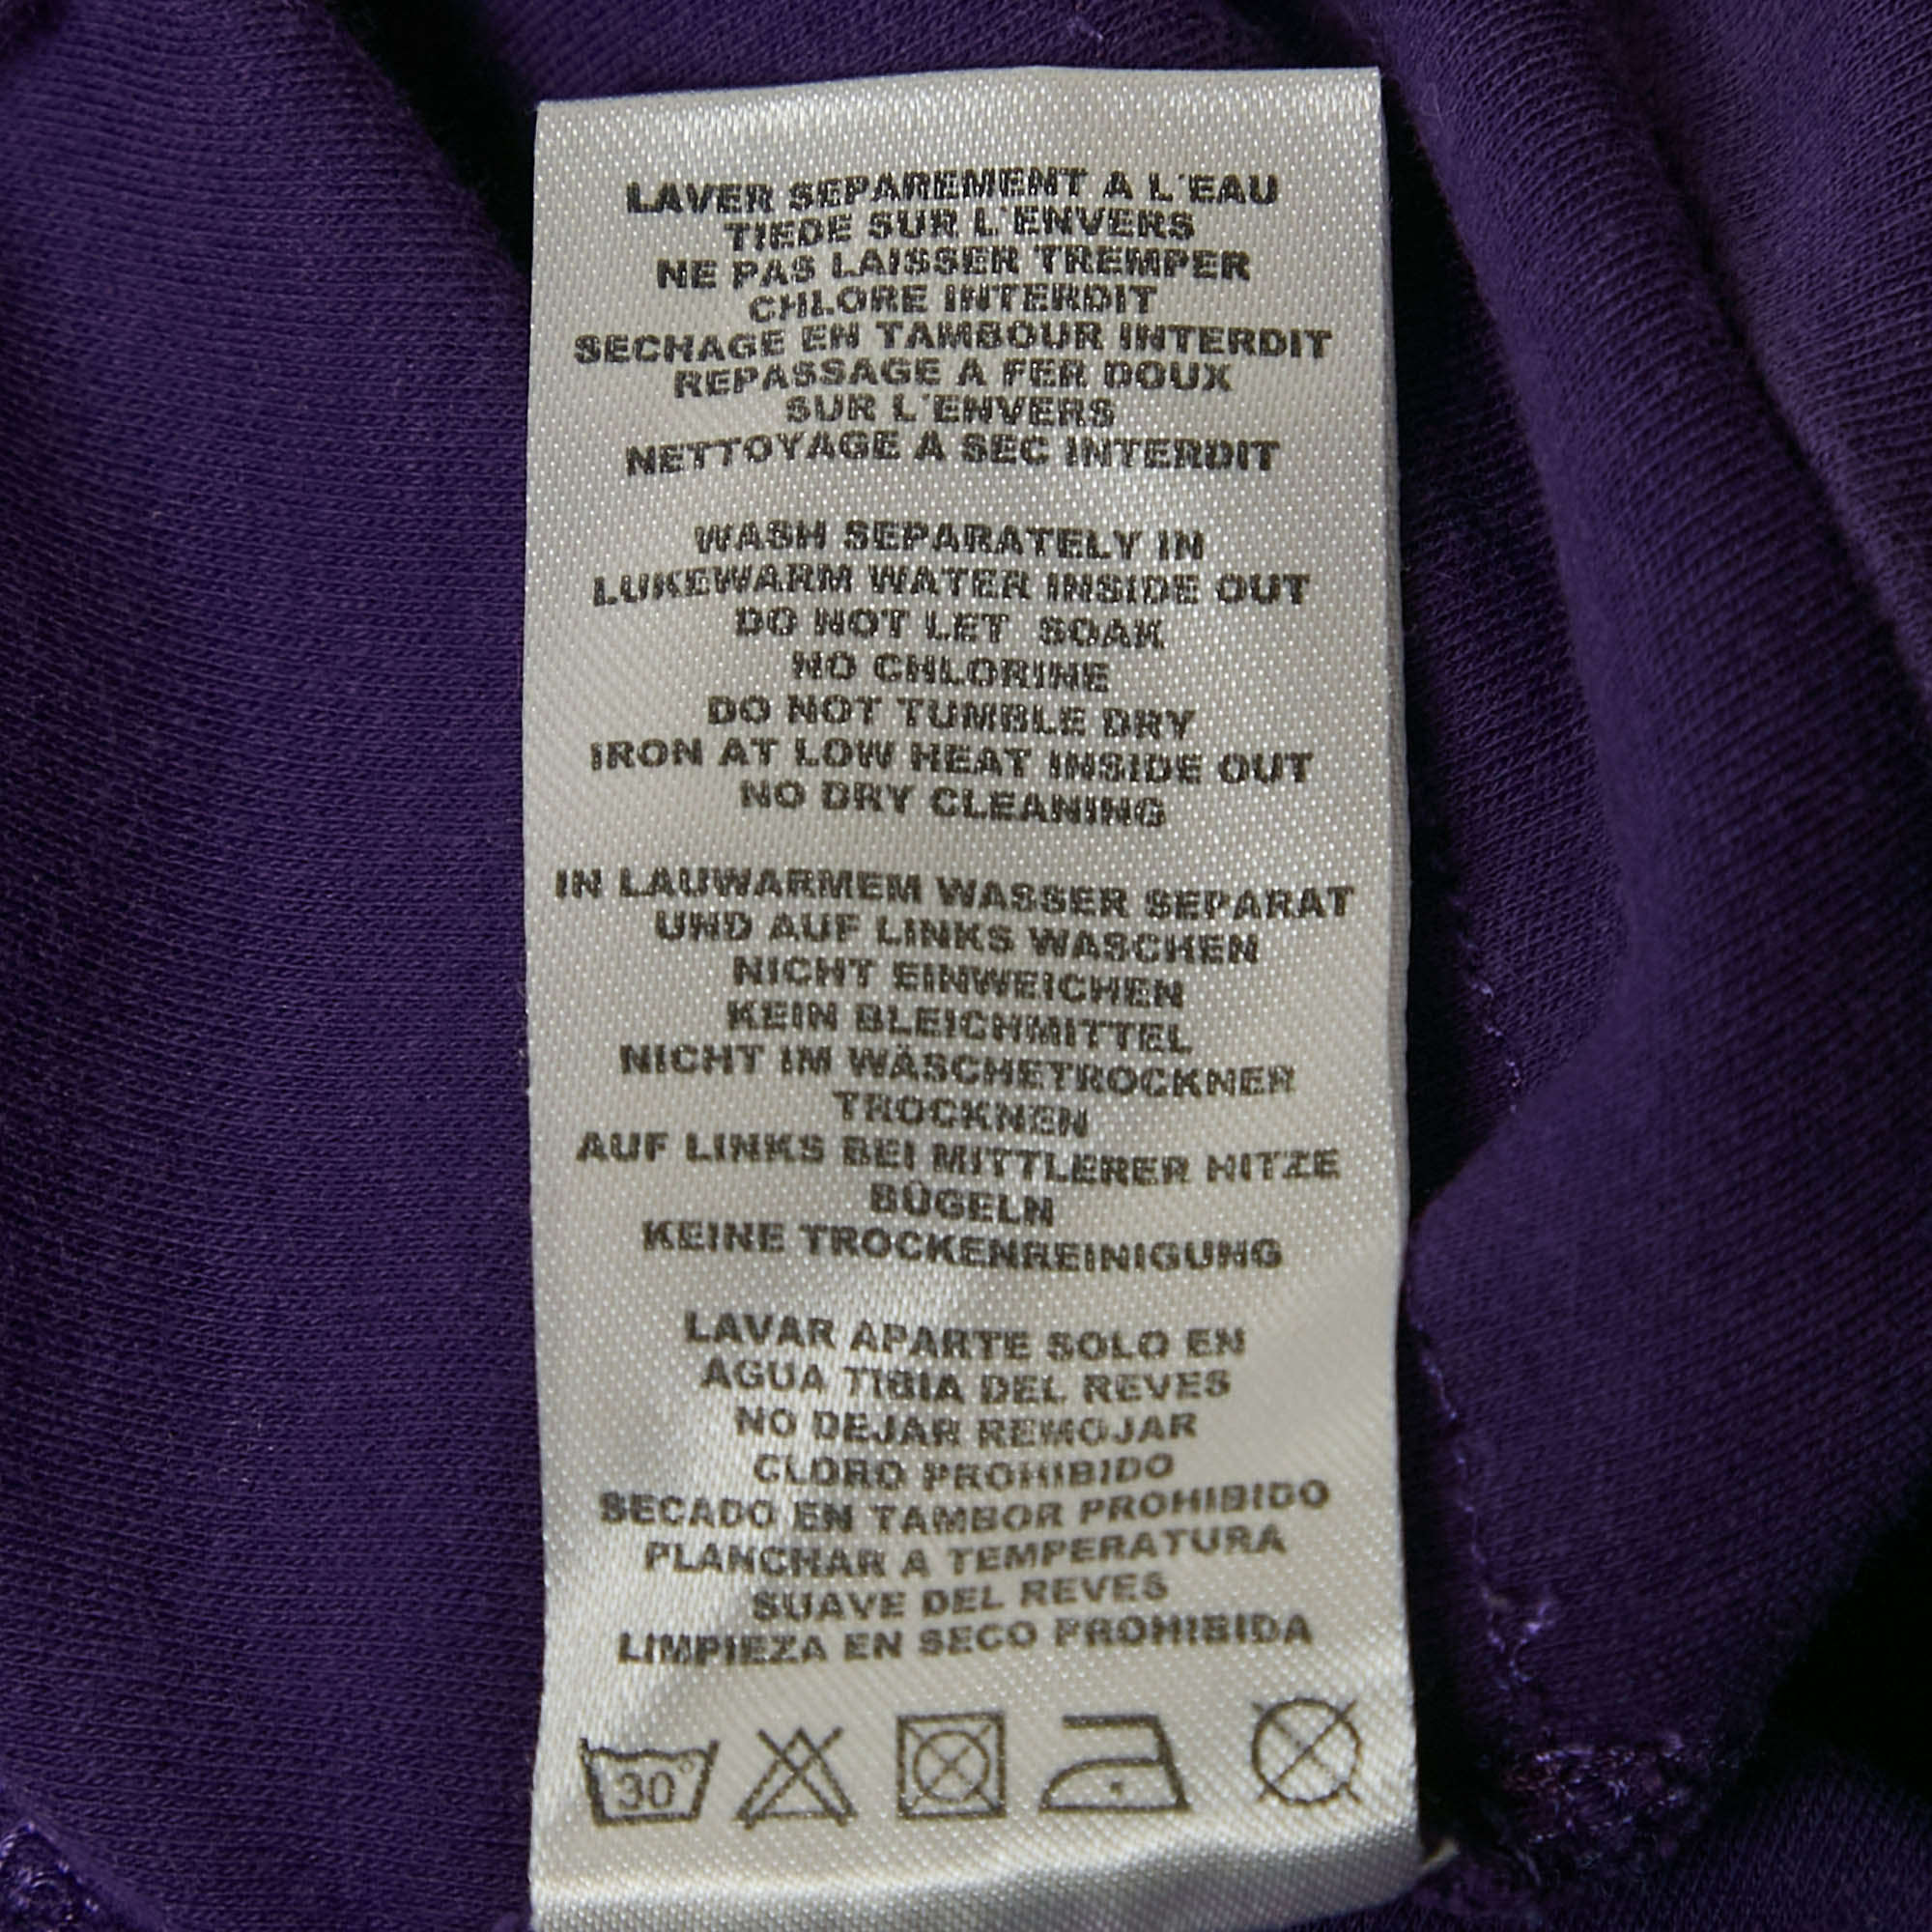 LAVER SEPAREMENT A L'EAU
TIEDE SUR L'ENVERS
NE PAS LAISSER TREMPER
CHLORE INTERDIT
SECHAGE EN TAMBOUR INTERDIT
REPASSAGE A FER DOUX
SUR L'ENVERS
NETTOYAGE A SEC INTERDIT
WASH SEPARATELY IN
LUKEWARM WATER INSIDE OUT
DO NOT LET SOAK
NO CHLORINE
DO NOT TUMBLE DRY
IRON AT LOW HEAT INSIDE OUT
NO DRY CLEANING
IN LAUWARMEM WASSER SEPARAT
UND AUF LINKS WASCHEN
NICHT EINWEICHEN
KEIN BLEICHMITTEL
NICHT IM WÄSCHETROCKNER
TROCKNEN
AUF LINKS BEI MITTLERER HITZE
BÜGELN
KEINE TROCKENREINIGUNG
LAVAR APARTE SOLO EN
AGUA TIBIA DEL REVES
NO DEJAR REMOJAR
CLORO PROHIBIDO
SECADO EN TAMBOR PROHIBIDO
PLANCHAR A TEMPERATURA
SUAVE DEL REVES
LIMPIEZA EN SECO PROHIBIDA
30°